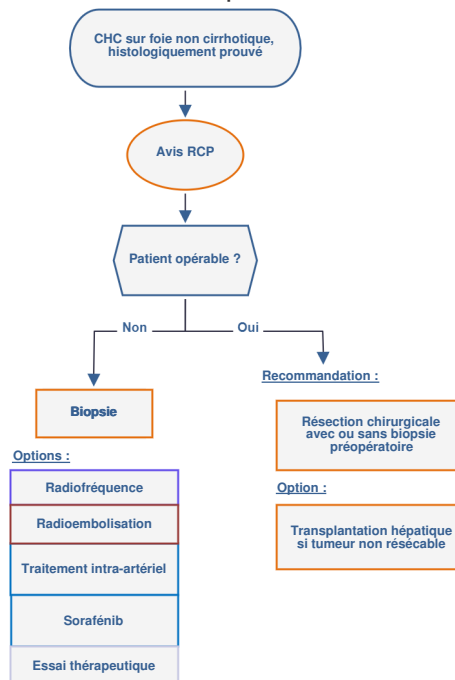 CHC sur foie non cirrhotique,
histologiquement prouvé
Avis RCP
Patient opérable ?
Non
Oui
Biopsie
Options :
Radiofréquence
Radioembolisation
Traitement intra-artériel
Sorafénib
Essai thérapeutique
Recommandation :
Résection chirurgicale
avec ou sans biopsie
préopératoire
Option :
Transplantation hépatique
si tumeur non résécable